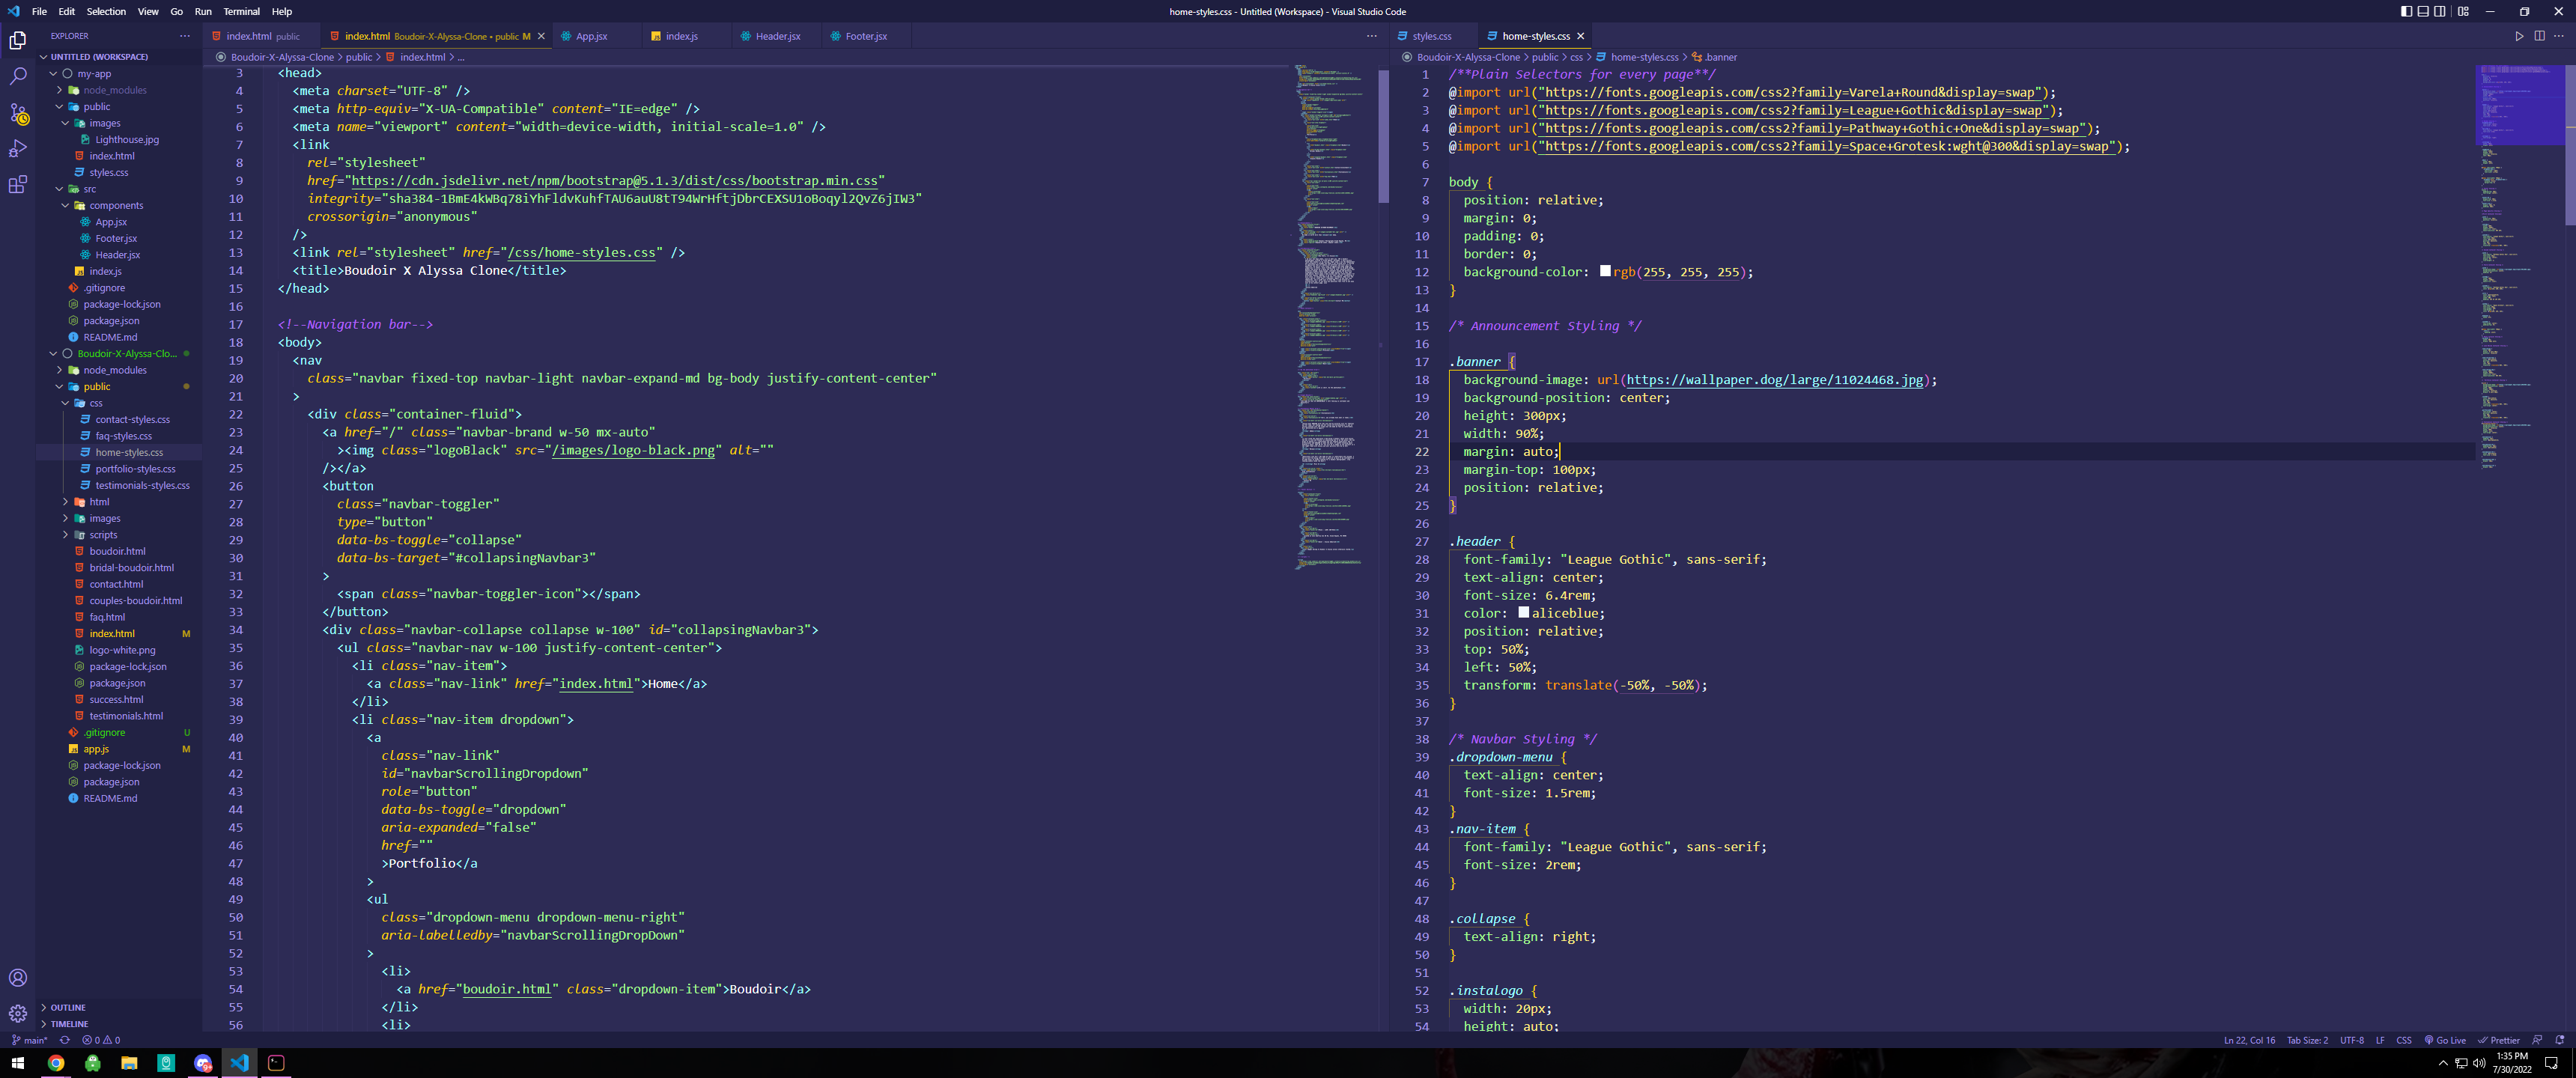 File Edit Selection View Go Run Terminal Help
home-styles.css - Untitled (Workspace) - Visual Studio Code
EXPLORER
UNTITLED (WORKSPACE)
my-app
node_modules
public
images
Lighthouse.jpg
index.html
styles.css
src
components
App.jsx
Footer.jsx
Header.jsx
index.js
.gitignore
package-lock.json
package.json
README.md
Boudoir-X-Alyssa-Clo...
node_modules
public
css
contact-styles.css
faq-styles.css
home-styles.css
portfolio-styles.css
testimonials-styles.css
html
images
scripts
boudoir.html
bridal-boudoir.html
contact.html
couples-boudoir.html
faq.html
index.html M
logo-white.png
package-lock.json
package.json
success.html
testimonials.html
.gitignore U
app.js M
package-lock.json
package.json
README.md
OUTLINE
TIMELINE
index.html public
index.html Boudoir-X-Alyssa-Clone • public M
App.jsx
index.js
Header.jsx
Footer.jsx
Boudoir-X-Alyssa-Clone > public > index.html > ...
3 <head>
4 <meta charset="UTF-8" />
5 <meta http-equiv="X-UA-Compatible" content="IE=edge" />
6 <meta name="viewport" content="width=device-width, initial-scale=1.0" />
7 <link
8 rel="stylesheet"
9 href="https://cdn.jsdelivr.net/npm/bootstrap@5.1.3/dist/css/bootstrap.min.css"
10 integrity="sha384-1BmE4kWBq78iYhFldvKuhfTAU6auU8tT94WrHftjDbrCEXSU1oBoqyl2QvZ6jIW3"
11 crossorigin="anonymous"
12 />
13 <link rel="stylesheet" href="/css/home-styles.css" />
14 <title>Boudoir X Alyssa Clone</title>
15 </head>
16
17 <!--Navigation bar-->
18 <body>
19 <nav
20 class="navbar fixed-top navbar-light navbar-expand-md bg-body justify-content-center"
21 >
22 <div class="container-fluid">
23 <a href="/" class="navbar-brand w-50 mx-auto"
24 ><img class="logoBlack" src="/images/logo-black.png" alt=""
25 /></a>
26 <button
27 class="navbar-toggler"
28 type="button"
29 data-bs-toggle="collapse"
30 data-bs-target="#collapsingNavbar3"
31 >
32 <span class="navbar-toggler-icon"></span>
33 </button>
34 <div class="navbar-collapse collapse w-100" id="collapsingNavbar3">
35 <ul class="navbar-nav w-100 justify-content-center">
36 <li class="nav-item">
37 <a class="nav-link" href="index.html">Home</a>
38 </li>
39 <li class="nav-item dropdown">
40 <a
41 class="nav-link"
42 id="navbarScrollingDropdown"
43 role="button"
44 data-bs-toggle="dropdown"
45 aria-expanded="false"
46 href=""
47 >Portfolio</a
48 >
49 <ul
50 class="dropdown-menu dropdown-menu-right"
51 aria-labelledby="navbarScrollingDropDown"
52 >
53 <li>
54 <a href="boudoir.html" class="dropdown-item">Boudoir</a>
55 </li>
56 <li>
styles.css
home-styles.css
Boudoir-X-Alyssa-Clone > public > css > home-styles.css > .banner
1 /**Plain Selectors for every page**/
2 @import url("https://fonts.googleapis.com/css2?family=Varela+Round&display=swap");
3 @import url("https://fonts.googleapis.com/css2?family=League+Gothic&display=swap");
4 @import url("https://fonts.googleapis.com/css2?family=Pathway+Gothic+One&display=swap");
5 @import url("https://fonts.googleapis.com/css2?family=Space+Grotesk:wght@300&display=swap");
6
7 body {
8 position: relative;
9 margin: 0;
10 padding: 0;
11 border: 0;
12 background-color: rgb(255, 255, 255);
13 }
14
15 /* Announcement Styling */
16
17 .banner {
18 background-image: url(https://wallpaper.dog/large/11024468.jpg);
19 background-position: center;
20 height: 300px;
21 width: 90%;
22 margin: auto;
23 margin-top: 100px;
24 position: relative;
25 }
26
27 .header {
28 font-family: "League Gothic", sans-serif;
29 text-align: center;
30 font-size: 6.4rem;
31 color: aliceblue;
32 position: relative;
33 top: 50%;
34 left: 50%;
35 transform: translate(-50%, -50%);
36 }
37
38 /* Navbar Styling */
39 .dropdown-menu {
40 text-align: center;
41 font-size: 1.5rem;
42 }
43 .nav-item {
44 font-family: "League Gothic", sans-serif;
45 font-size: 2rem;
46 }
47
48 .collapse {
49 text-align: right;
50 }
51
52 .instalogo {
53 width: 20px;
54 height: auto;
main* 0 0
Ln 22, Col 16 Tab Size: 2 UTF-8 LF CSS Go Live Prettier
1:35 PM
7/30/2022